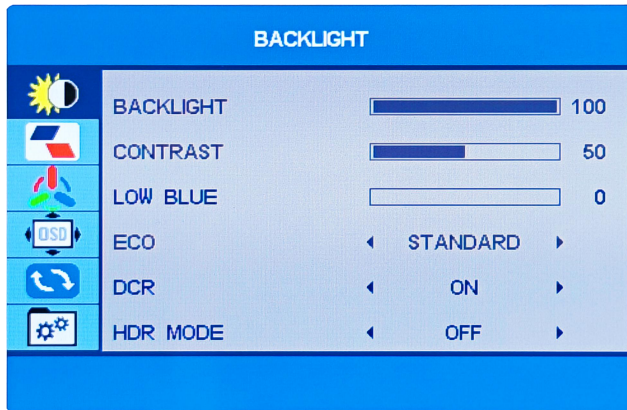 BACKLIGHT
BACKLIGHT 100
CONTRAST 50
LOW BLUE 0
OSD
ECO STANDARD
DCR ON
HDR MODE OFF